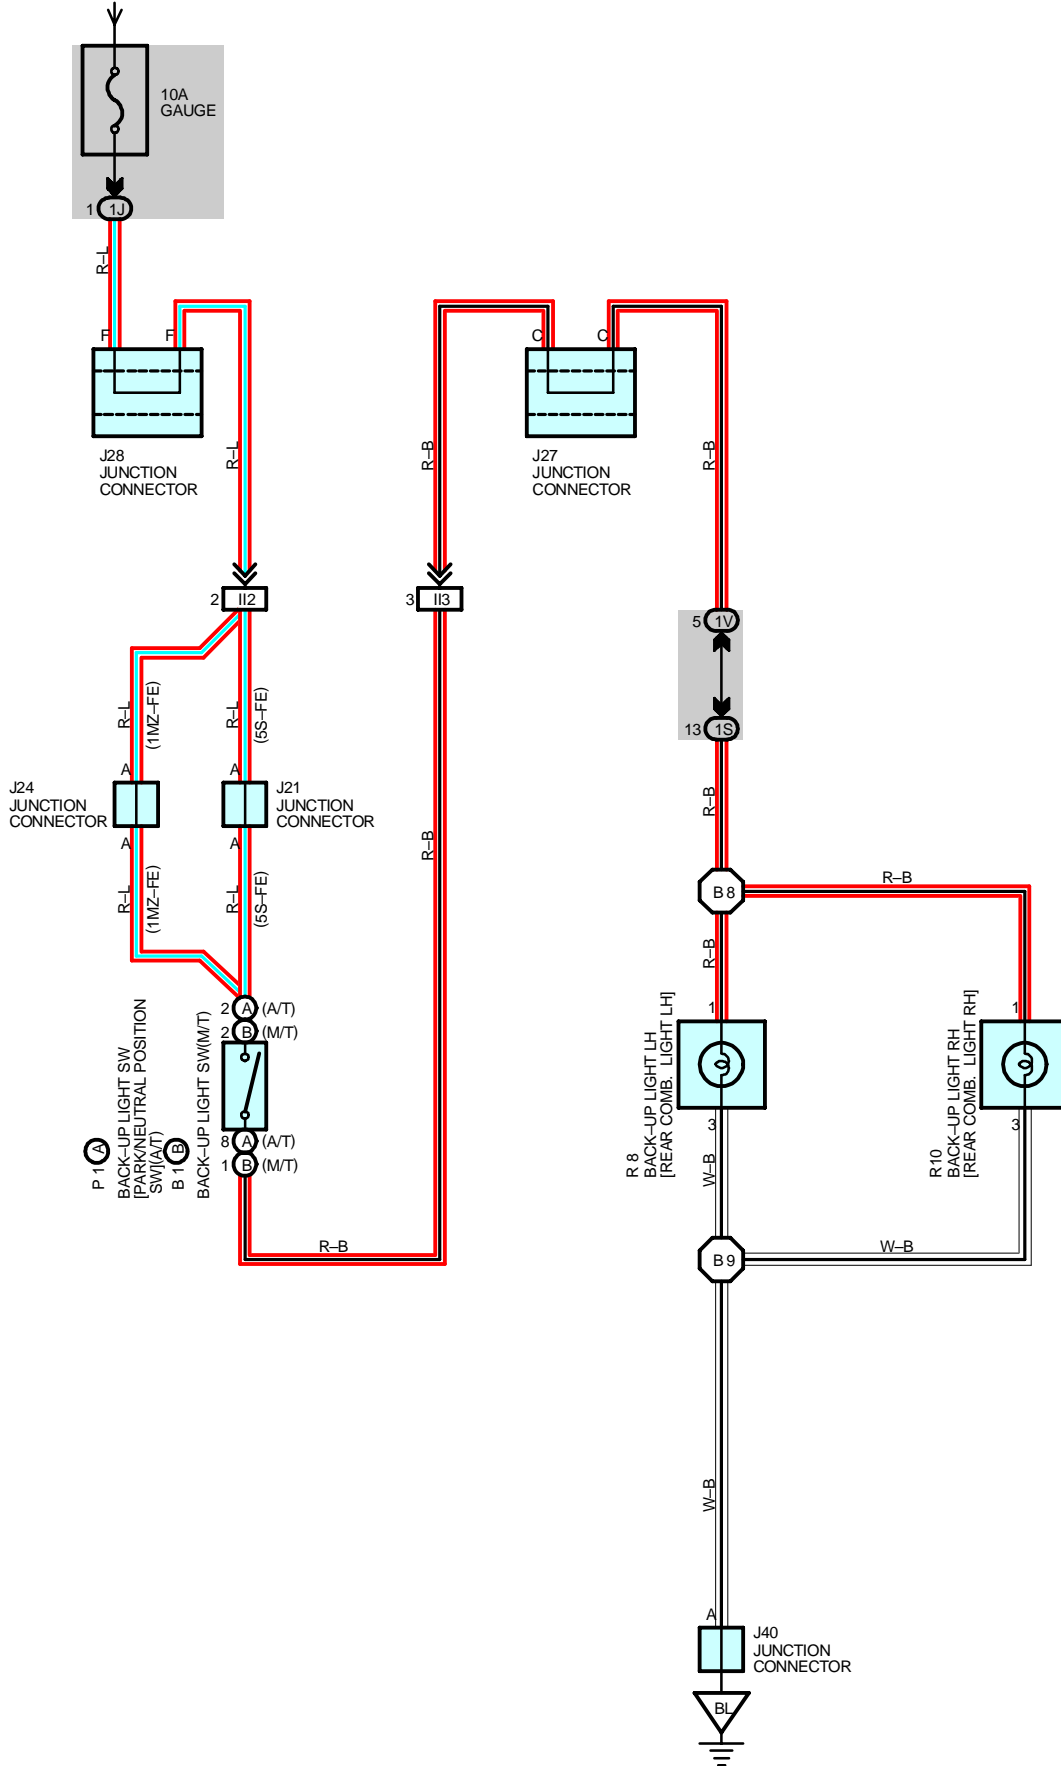 10A
GAUGE
1 1J
R–L
F F
J28
JUNCTION
CONNECTOR
R–L
2 II2
R–L
(1MZ–FE)
R–L
(5S–FE)
A A
J24
JUNCTION
CONNECTOR
J21
JUNCTION
CONNECTOR
A A
R–L
(1MZ–FE)
R–L
(5S–FE)
2 A (A/T)
2 B (M/T)
8 A (A/T)
1 B (M/T)
P 1 A
BACK–UP LIGHT SW
[PARK/NEUTRAL POSITION
SW](A/T)
B 1 B
BACK–UP LIGHT SW(M/T)
R–B
R–B
3 II3
R–B
C C
J27
JUNCTION
CONNECTOR
R–B
5 1V
13 1S
R–B
B 8
R–B
R–B
1
R 8
BACK–UP LIGHT LH
[REAR COMB. LIGHT LH]
3
1
R10
BACK–UP LIGHT RH
[REAR COMB. LIGHT RH]
3
W–B
B 9
W–B
W–B
A
J40
JUNCTION
CONNECTOR
BL